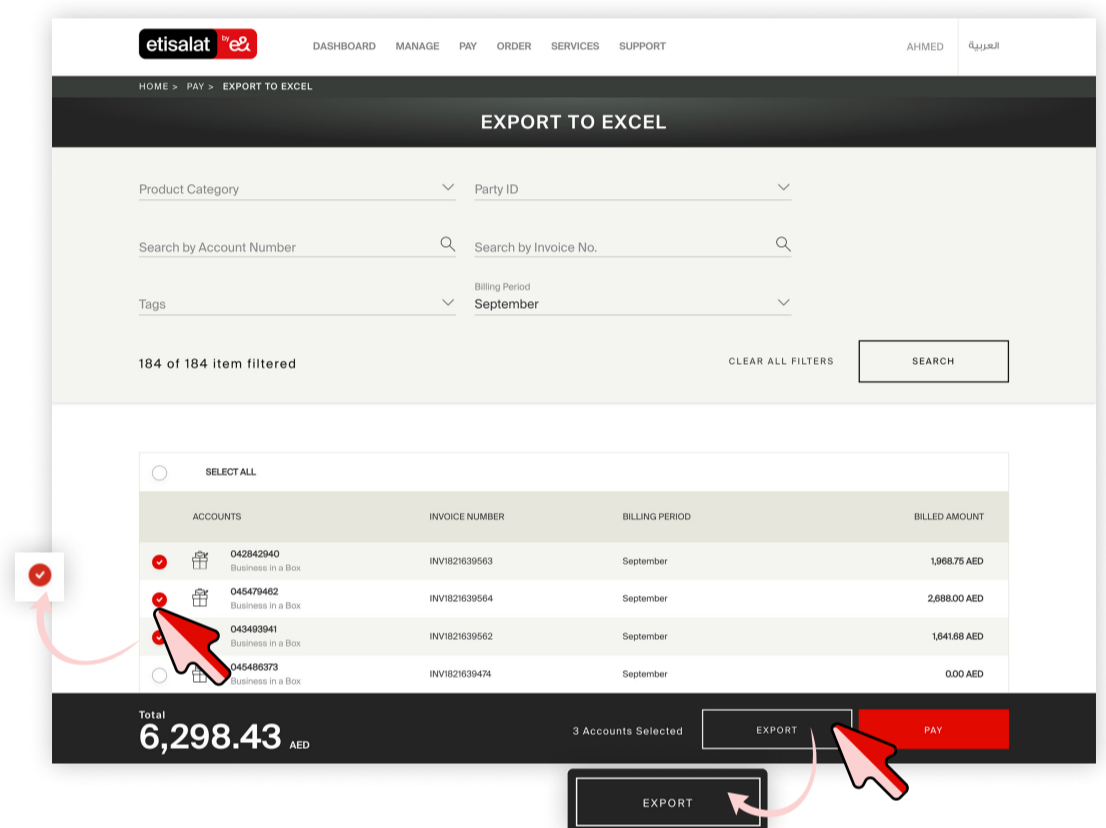 etisalat by e& DASHBOARD MANAGE PAY ORDER SERVICES SUPPORT AHMED العربية
HOME > PAY > EXPORT TO EXCEL
EXPORT TO EXCEL
Product Category Party ID
Search by Account Number Search by Invoice No.
Billing Period
Tags September
184 of 184 item filtered CLEAR ALL FILTERS SEARCH
SELECT ALL
ACCOUNTS INVOICE NUMBER BILLING PERIOD BILLED AMOUNT
042842940
Business in a Box INV1821639563 September 1,968.75 AED
045479462
Business in a Box INV1821639564 September 2,688.00 AED
043493941
Business in a Box INV1821639562 September 1,641.68 AED
045486373
Business in a Box INV1821639474 September 0.00 AED
Total
6,298.43 AED 3 Accounts Selected EXPORT PAY
EXPORT